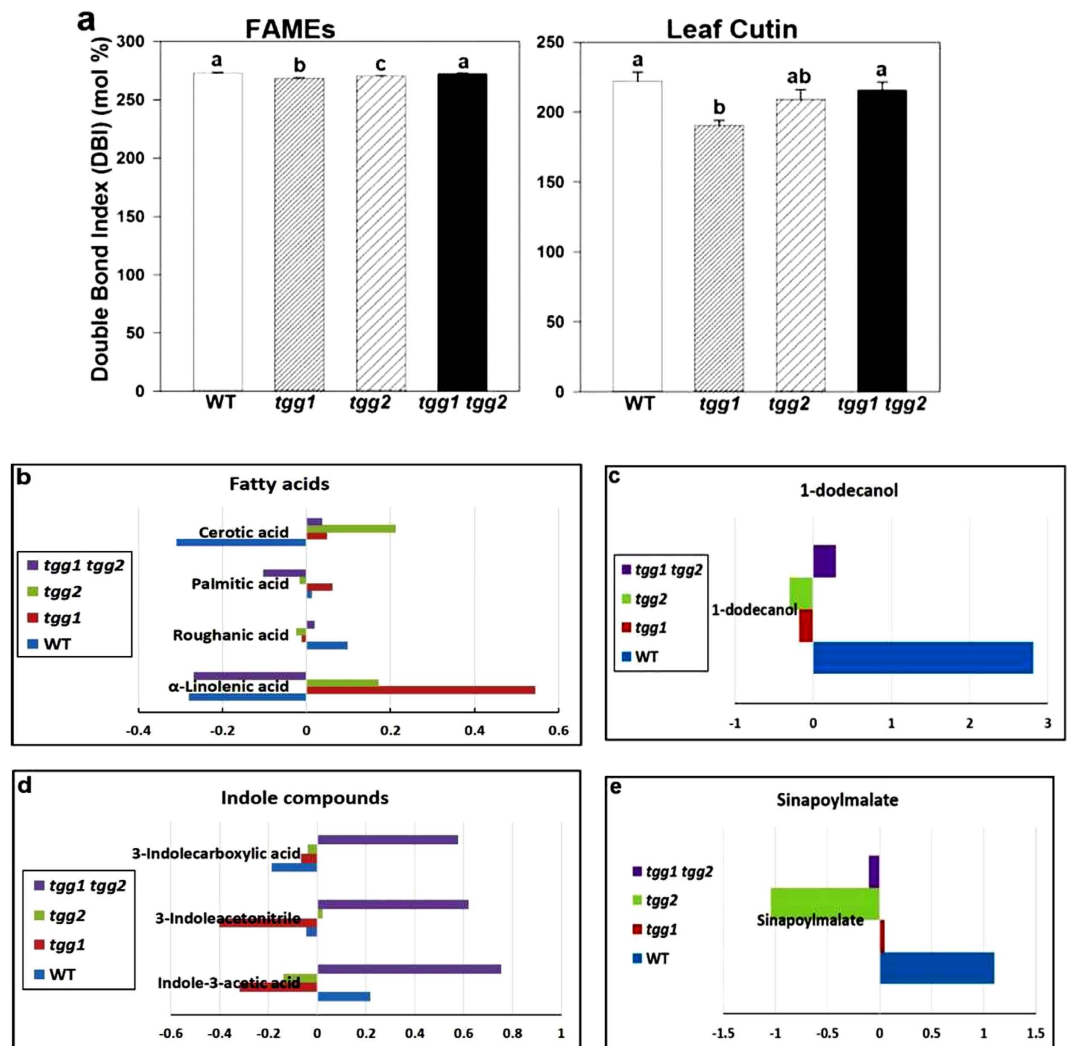 a
FAMEs
Leaf Cutin
Double Bond Index (DBI) (mol %)
300
250
200
150
100
50
0
a
b
c
a
WT
tgg1
tgg2
tgg1 tgg2
250
200
150
100
50
0
a
b
ab
a
WT
tgg1
tgg2
tgg1 tgg2
b
Fatty acids
tgg1 tgg2
tgg2
tgg1
WT
Cerotic acid
Palmitic acid
Roughanic acid
α-Linolenic acid
-0.4 -0.2 0 0.2 0.4 0.6
c
1-dodecanol
tgg1 tgg2
tgg2
tgg1
WT
1-dodecanol
-1 0 1 2 3
d
Indole compounds
tgg1 tgg2
tgg2
tgg1
WT
3-Indolecarboxylic acid
3-Indoleacetonitrile
Indole-3-acetic acid
-0.6 -0.4 -0.2 0 0.2 0.4 0.6 0.8 1
e
Sinapoylmalate
tgg1 tgg2
tgg2
tgg1
WT
Sinapoylmalate
-1.5 -1 -0.5 0 0.5 1 1.5